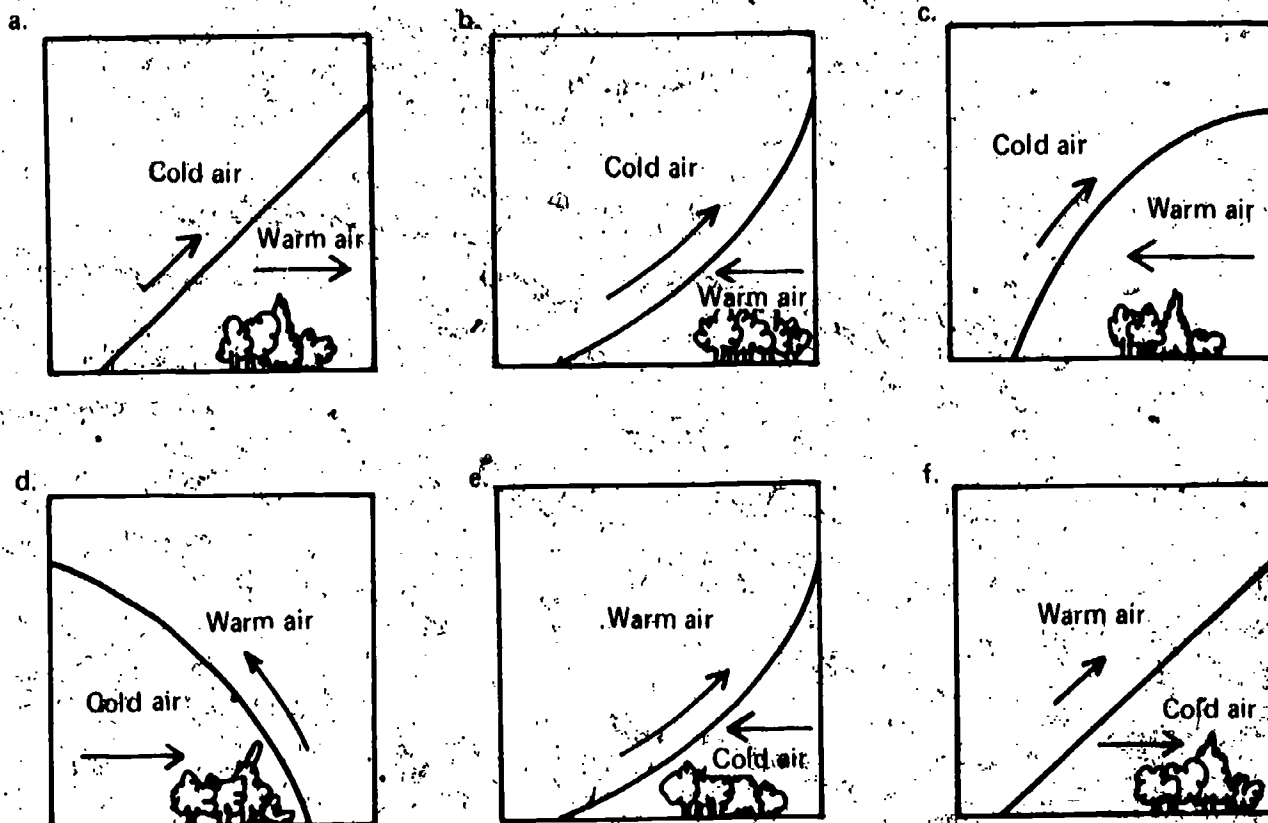 a.
b.
c.
Cold air
Warm air
Cold air
Warm air
Cold air
Warm air
d.
e.
f.
Warm air
Cold air
Warm air
Cold air
Warm air
Cold air